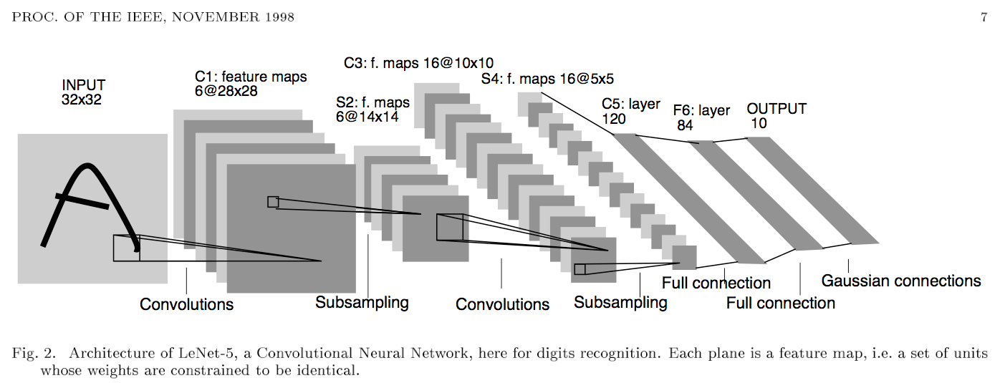 PROC. OF THE IEEE, NOVEMBER 1998
7
INPUT
32x32
C1: feature maps
6@28x28
S2: f. maps
6@14x14
C3: f. maps 16@10x10
S4: f. maps 16@5x5
C5: layer
120
F6: layer
84
OUTPUT
10
Convolutions
Subsampling
Convolutions
Subsampling
Full connection
Full connection
Gaussian connections
Fig. 2. Architecture of LeNet-5, a Convolutional Neural Network, here for digits recognition. Each plane is a feature map, i.e. a set of units
whose weights are constrained to be identical.